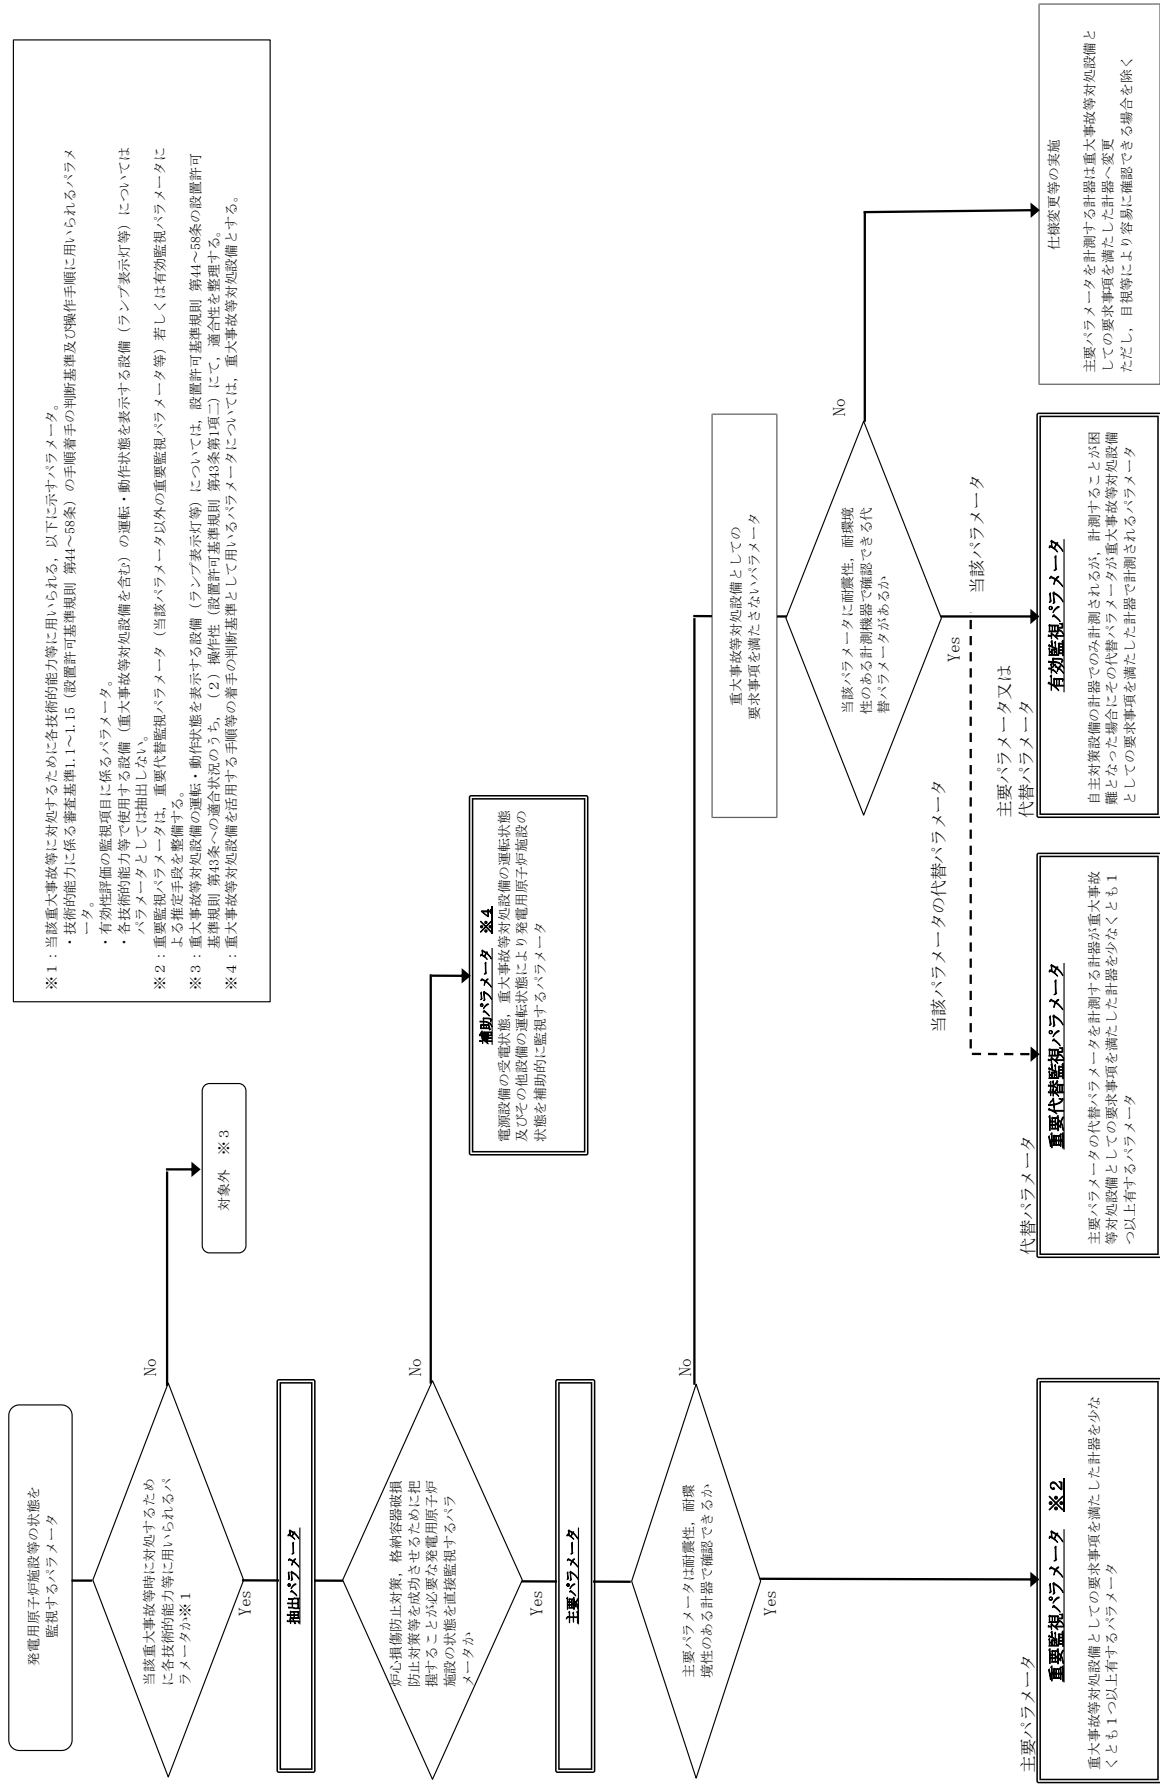 発電用原子炉施設等の状態を
監視するパラメータ
当該重大事故等時に対処するため
に各技術的能力等に用いられるパ
ラメータか※１
No
対象外　※３
Yes
抽出パラメータ
炉心損傷防止対策，格納容器破損
防止対策等を成功させるために把
握することが必要な発電用原子炉
施設の状態を直接監視するパラ
メータか
No
補助パラメータ　※４
電源設備の受電状態，重大事故等対処設備の運転状態
及びその他設備の運転状態により発電用原子炉施設の
状態を補助的に監視するパラメータ
Yes
主要パラメータ
主要パラメータは耐震性，耐環
境性のある計器で確認できるか
No
Yes
重大事故等対処設備としての
要求事項を満たさないパラメータ
当該パラメータに耐震性，耐環境
性のある計測機器で確認できる代
替パラメータがあるか
No
Yes
当該パラメータ
当該パラメータの代替パラメータ
主要パラメータ又は
代替パラメータ
主要パラメータ
重要監視パラメータ　※２
重大事故等対処設備としての要求事項を満たした計器を少な
くとも１つ以上有するパラメータ
代替パラメータ
重要代替監視パラメータ
主要パラメータの代替パラメータを計測する計器が重大事故
等対処設備としての要求事項を満たした計器を少なくとも１
つ以上有するパラメータ
有効監視パラメータ
自主対策設備の計器でのみ計測されるが，計測することが困
難となった場合にその代替パラメータが重大事故等対処設備
としての要求事項を満たした計器で計測されるパラメータ
仕様変更等の実施
主要パラメータを計測する計器は重大事故等対処設備と
しての要求事項を満たした計器へ変更
ただし，目視等により容易に確認できる場合を除く
※１：当該重大事故等に対処するために各技術的能力等に用いられる，以下に示すパラメータ。
・技術的能力に係る審査基準1.1～1.15（設置許可基準規則 第44～58条）の手順着手の判断基準及び操作手順に用いられるパラメ
ータ。
・有効性評価の監視項目に係るパラメータ。
・各技術的能力等で使用する設備（重大事故等対処設備を含む）の運転・動作状態を表示する設備（ランプ表示灯等）については
パラメータとしては抽出しない。
※２：重要監視パラメータは，重要代替監視パラメータ（当該パラメータ以外の重要監視パラメータ等）若しくは有効監視パラメータに
よる推定手段を整備する。
※３：重大事故等対処設備の運転・動作状態を表示する設備（ランプ表示灯等）については，設置許可基準規則 第44～58条の設置許可
基準規則 第43条への適合状況のうち，（２）操作性（設置許可基準規則 第43条第1項二）にて，適合性を整理する。
※４：重大事故等対処設備を活用する手順等の着手の判断基準として用いるパラメータについては，重大事故等対処設備とする。